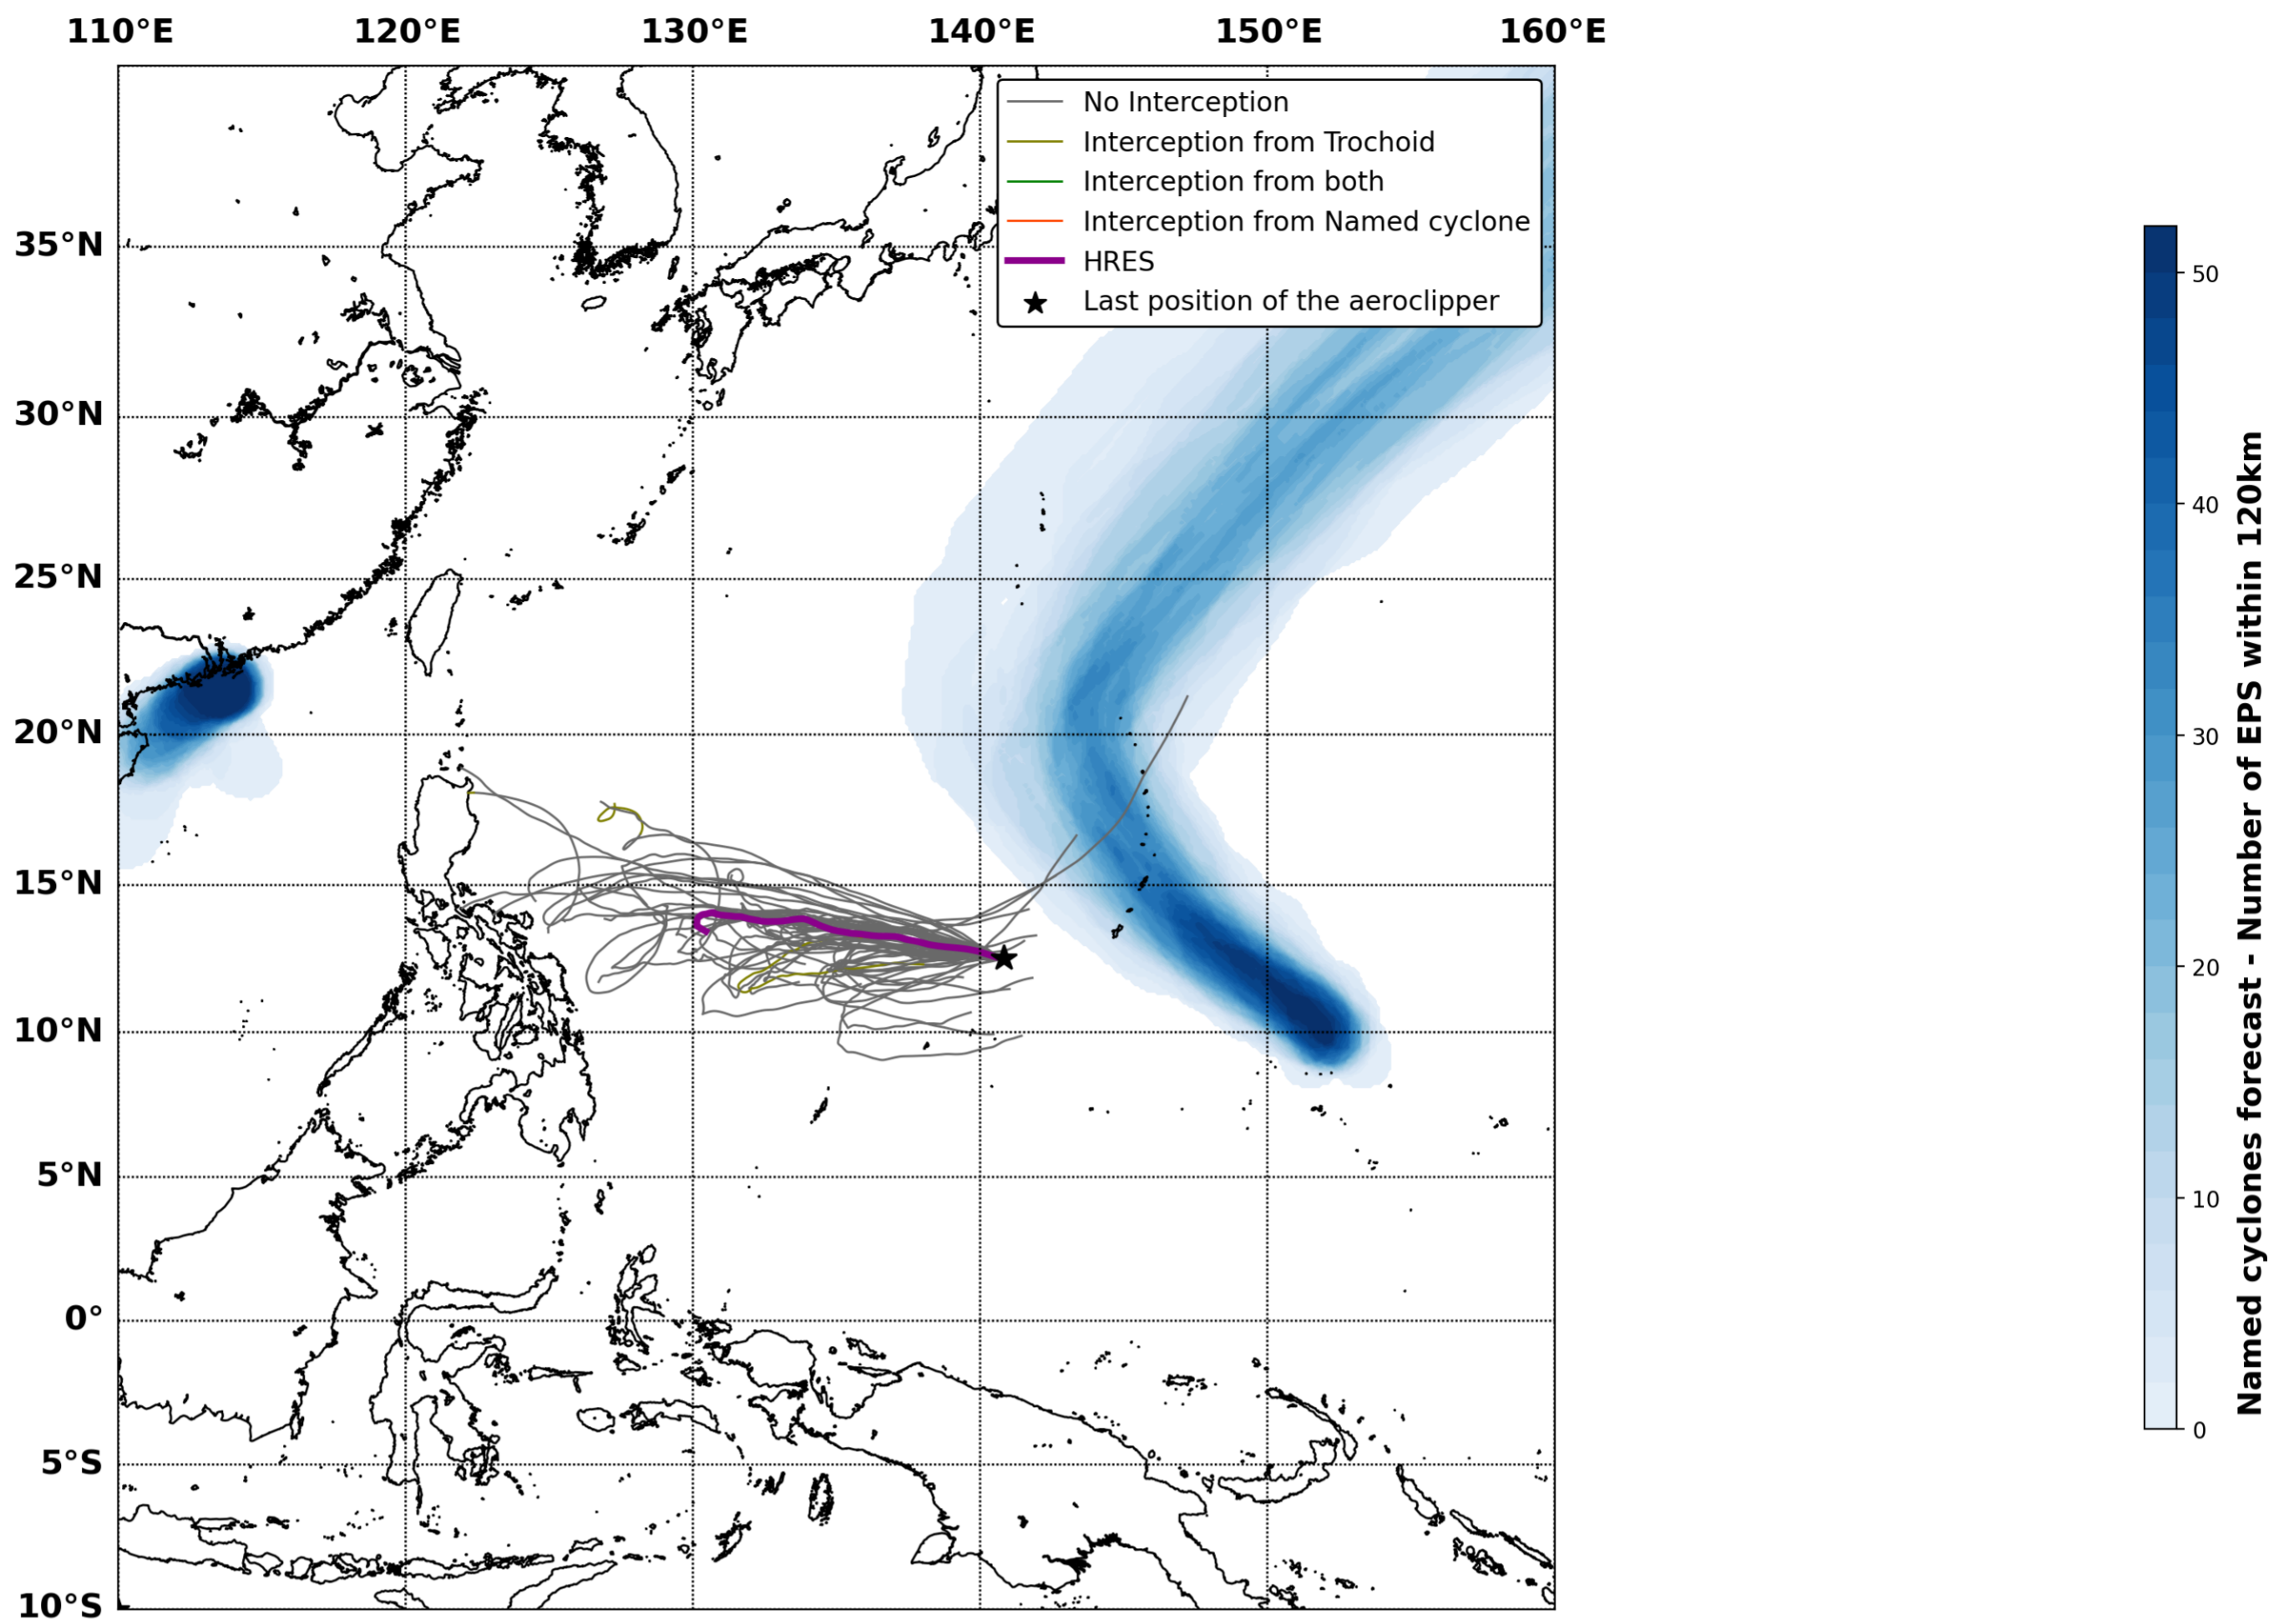 110°E 120°E 130°E 140°E 150°E 160°E
No Interception
Interception from Trochoid
Interception from both
Interception from Named cyclone
HRES
Last position of the aeroclipper
35°N
30°N
25°N
20°N
15°N
10°N
5°N
0°
5°S
10°S
50
40
30
20
10
0
Named cyclones forecast - Number of EPS within 120km